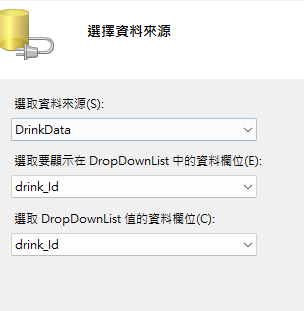 選擇資料來源
選取資料來源(S):
DrinkData
選取要顯示在 DropDownList 中的資料欄位(E):
drink_Id
選取 DropDownList 值的資料欄位(C):
drink_Id